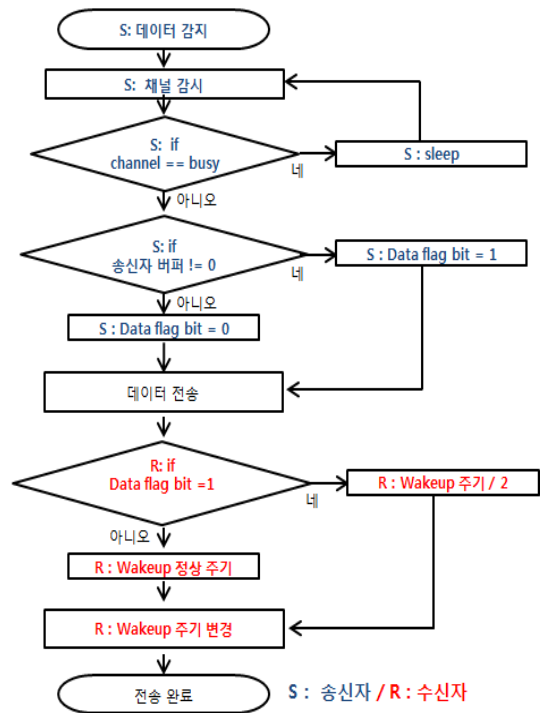 S: 데이터 감지
S: 채널 감시
S: if
channel == busy
네
S : sleep
아니오
S: if
송신자 버퍼 != 0
네
S : Data flag bit = 1
아니오
S : Data flag bit = 0
데이터 전송
R: if
Data flag bit =1
네
R : Wakeup 주기 / 2
아니오
R : Wakeup 정상 주기
R : Wakeup 주기 변경
전송 완료
S : 송신자 / R : 수신자